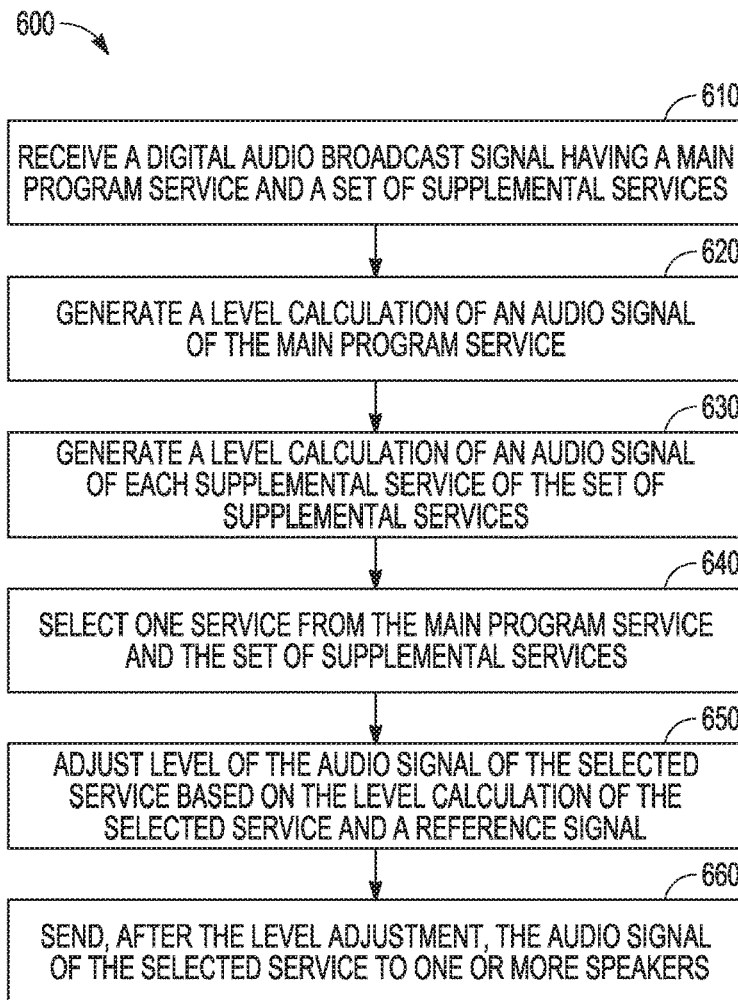 600
610
RECEIVE A DIGITAL AUDIO BROADCAST SIGNAL HAVING A MAIN
PROGRAM SERVICE AND A SET OF SUPPLEMENTAL SERVICES
620
GENERATE A LEVEL CALCULATION OF AN AUDIO SIGNAL
OF THE MAIN PROGRAM SERVICE
630
GENERATE A LEVEL CALCULATION OF AN AUDIO SIGNAL
OF EACH SUPPLEMENTAL SERVICE OF THE SET OF
SUPPLEMENTAL SERVICES
640
SELECT ONE SERVICE FROM THE MAIN PROGRAM SERVICE
AND THE SET OF SUPPLEMENTAL SERVICES
650
ADJUST LEVEL OF THE AUDIO SIGNAL OF THE SELECTED
SERVICE BASED ON THE LEVEL CALCULATION OF THE
SELECTED SERVICE AND A REFERENCE SIGNAL
660
SEND, AFTER THE LEVEL ADJUSTMENT, THE AUDIO SIGNAL
OF THE SELECTED SERVICE TO ONE OR MORE SPEAKERS